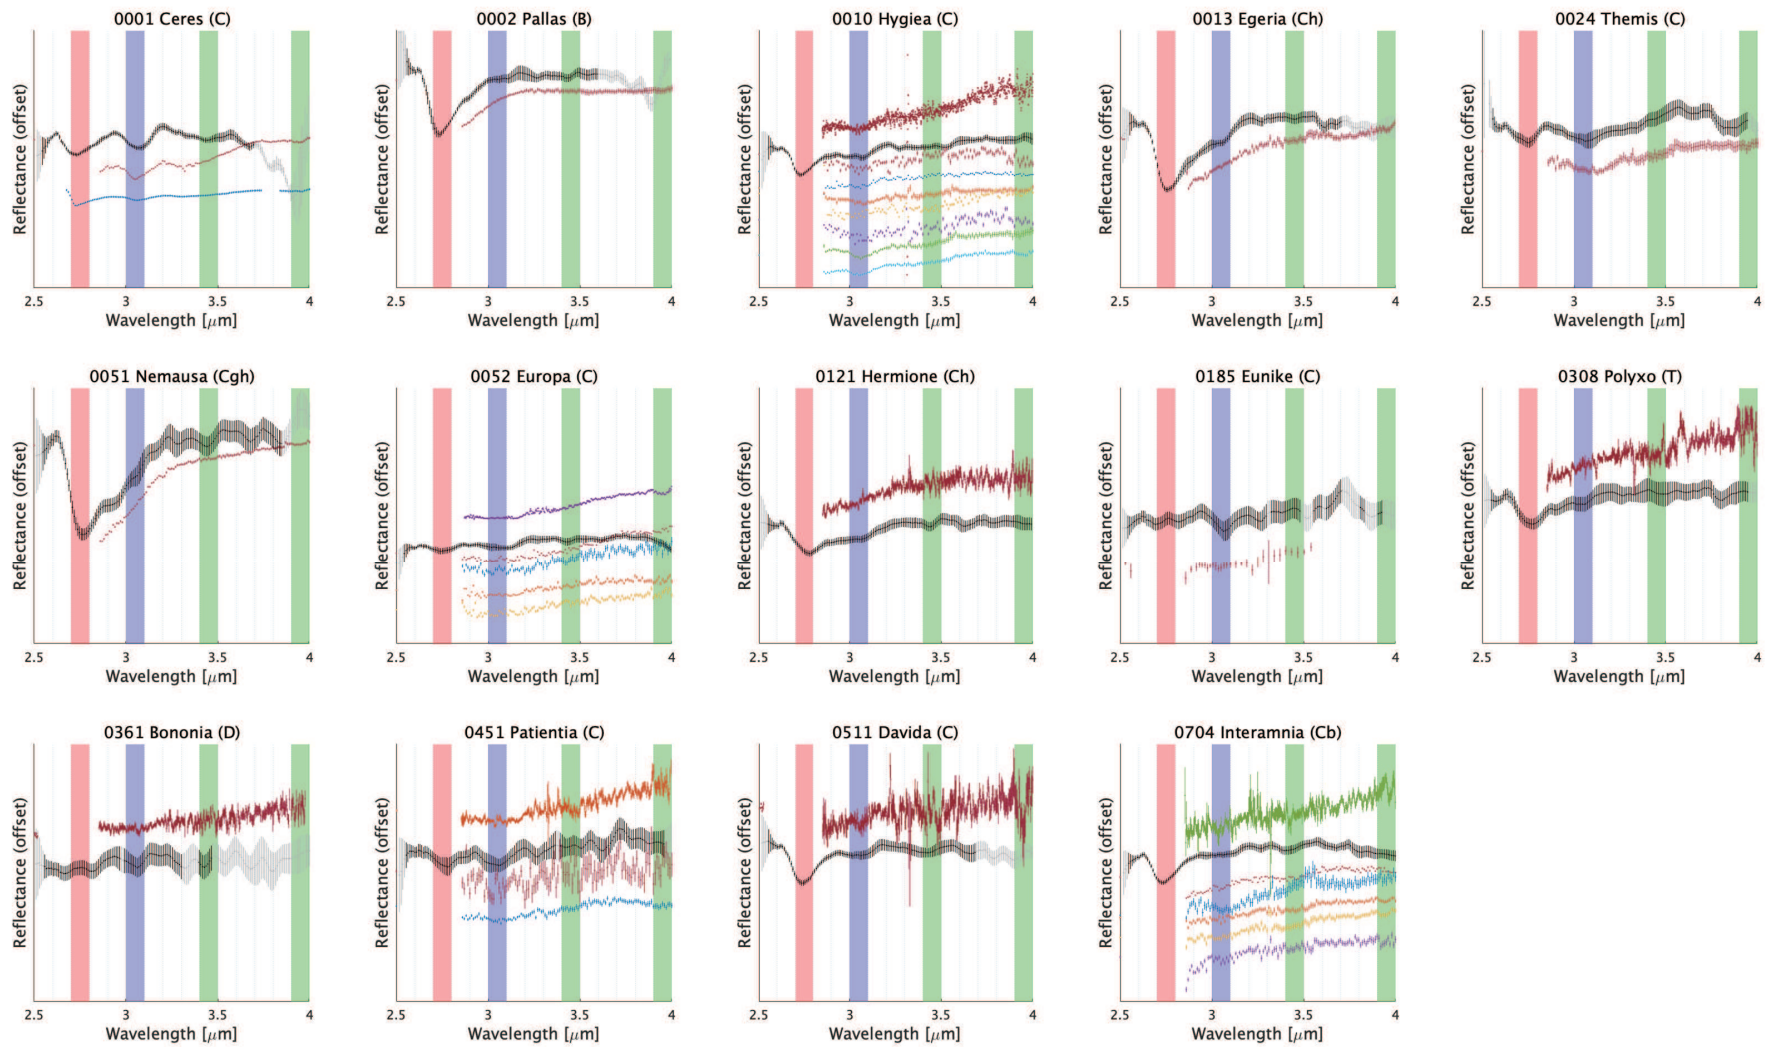 0001 Ceres (C)
0002 Pallas (B)
0010 Hygiea (C)
0013 Egeria (Ch)
0024 Themis (C)
Reflectance (offset)
Reflectance (offset)
Reflectance (offset)
Reflectance (offset)
Reflectance (offset)
2.5 3 3.5 4
2.5 3 3.5 4
2.5 3 3.5 4
2.5 3 3.5 4
2.5 3 3.5 4
Wavelength [μm]
Wavelength [μm]
Wavelength [μm]
Wavelength [μm]
Wavelength [μm]
0051 Nemausa (Cgh)
0052 Europa (C)
0121 Hermione (Ch)
0185 Eunike (C)
0308 Polyxo (T)
Reflectance (offset)
Reflectance (offset)
Reflectance (offset)
Reflectance (offset)
Reflectance (offset)
2.5 3 3.5 4
2.5 3 3.5 4
2.5 3 3.5 4
2.5 3 3.5 4
2.5 3 3.5 4
Wavelength [μm]
Wavelength [μm]
Wavelength [μm]
Wavelength [μm]
Wavelength [μm]
0361 Bononia (D)
0451 Patientia (C)
0511 Davida (C)
0704 Interamnia (Cb)
Reflectance (offset)
Reflectance (offset)
Reflectance (offset)
Reflectance (offset)
2.5 3 3.5 4
2.5 3 3.5 4
2.5 3 3.5 4
2.5 3 3.5 4
Wavelength [μm]
Wavelength [μm]
Wavelength [μm]
Wavelength [μm]